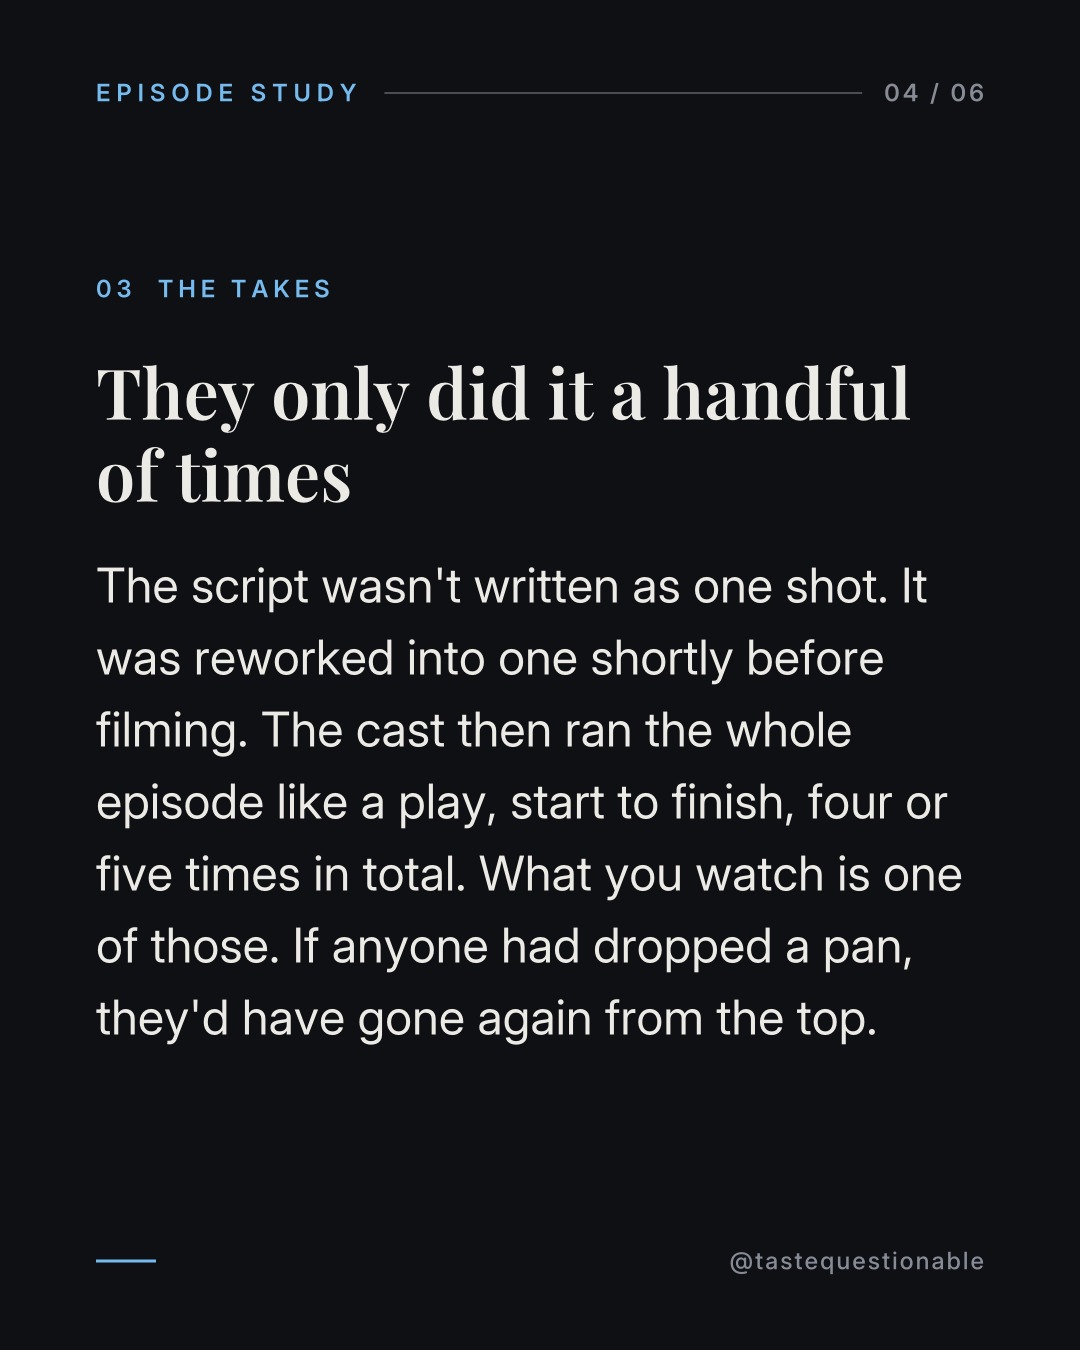 EPISODE STUDY 04 / 06
03 THE TAKES
They only did it a handful
of times
The script wasn't written as one shot. It
was reworked into one shortly before
filming. The cast then ran the whole
episode like a play, start to finish, four or
five times in total. What you watch is one
of those. If anyone had dropped a pan,
they'd have gone again from the top.
@tastequestionable